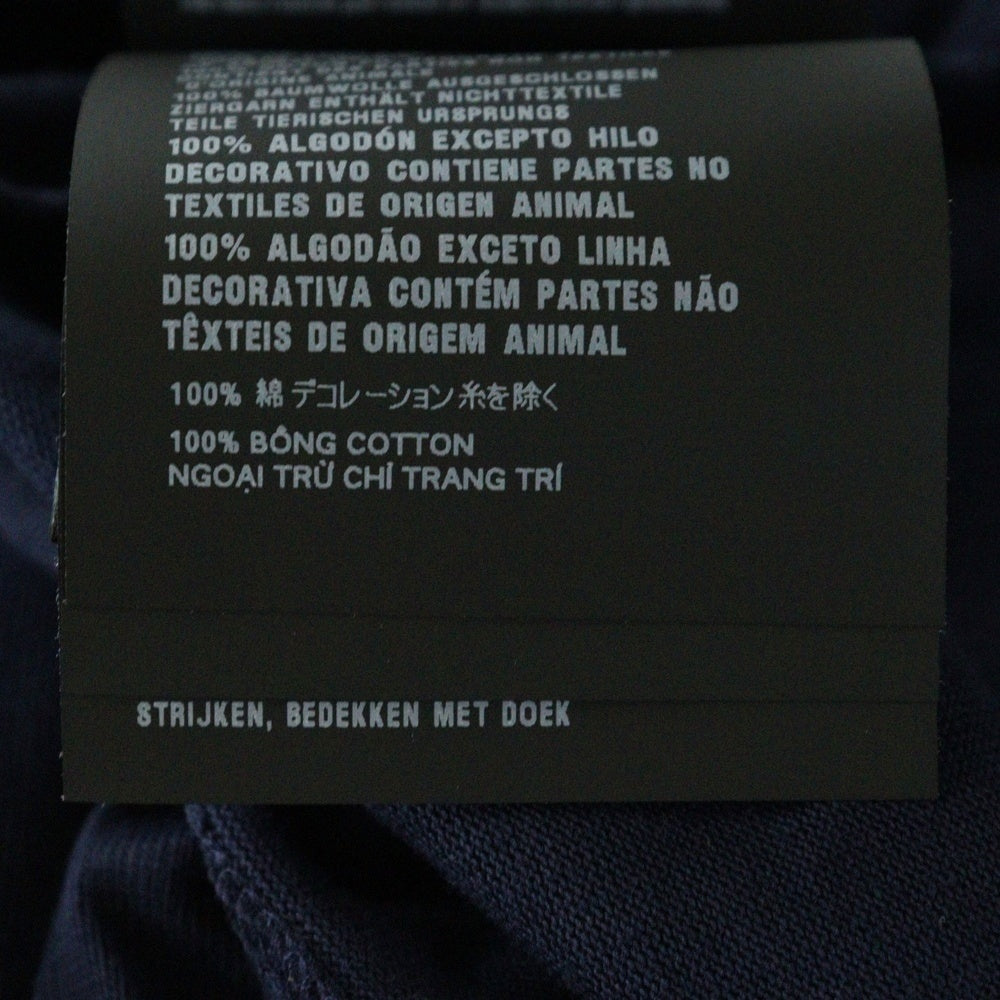 D'ORIGINE ANIMALE
100% BAUMWOLLE AUSGESCHLOSSEN
ZIERGARN ENTHÄLT NICHTTEXTILE
TEILE TIERISCHEN URSPRUNGS
100% ALGODÓN EXCEPTO HILO
DECORATIVO CONTIENE PARTES NO
TEXTILES DE ORIGEN ANIMAL
100% ALGODÃO EXCETO LINHA
DECORATIVA CONTÉM PARTES NÃO
TÊXTEIS DE ORIGEM ANIMAL
100% 綿 デコレーション糸を除く
100% BÔNG COTTON
NGOẠI TRỪ CHỈ TRANG TRÍ
STRIJKEN, BEDEKKEN MET DOEK